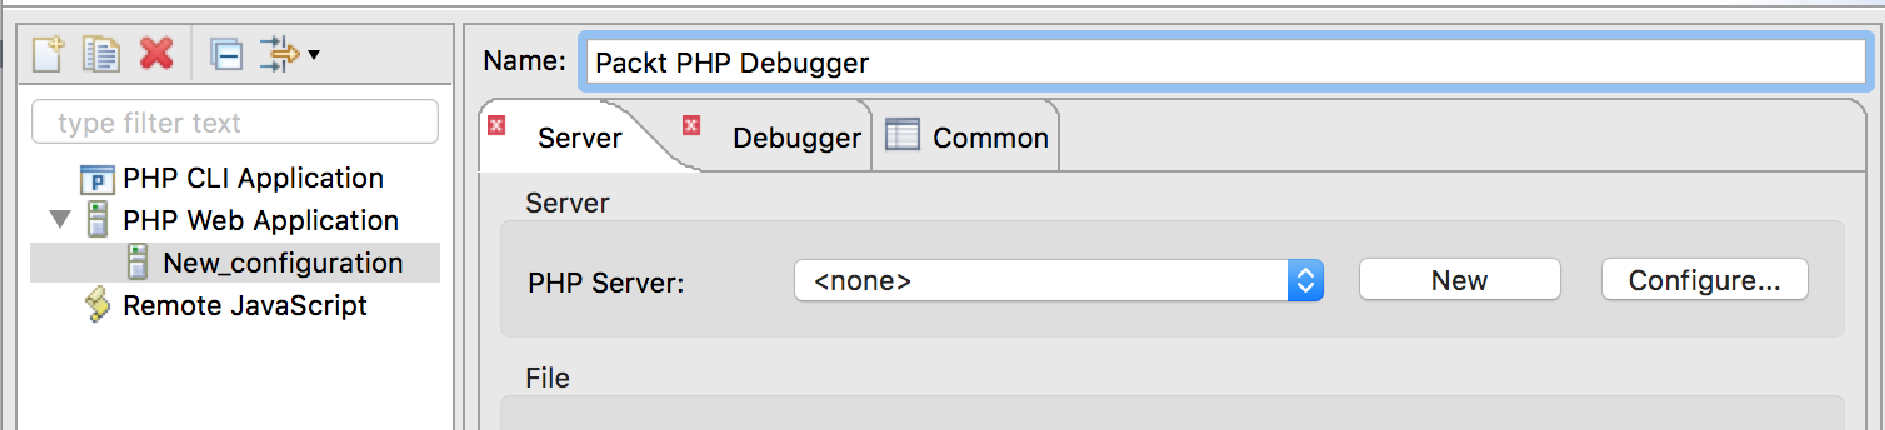 Name: Packt PHP Debugger
type filter text
Server Debugger Common
PHP CLI Application
PHP Web Application
New_configuration
Remote JavaScript
Server
PHP Server: <none> New Configure...
File